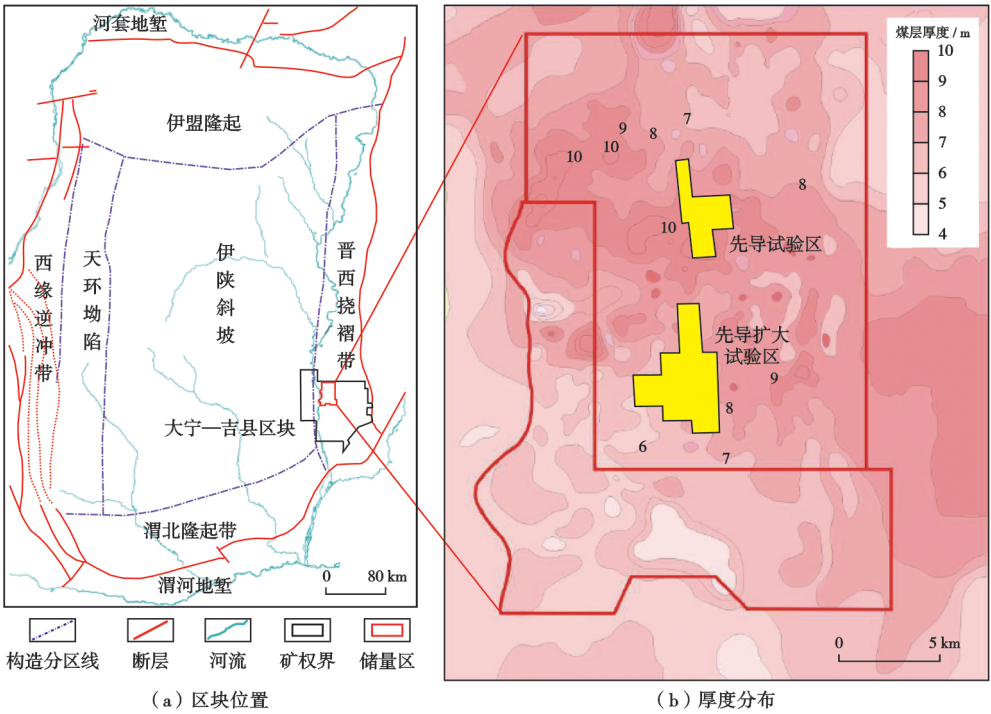 河套地堑
伊盟隆起
西缘逆冲带
天环坳陷
伊陕斜坡
晋西挠褶带
大宁—吉县区块
渭北隆起带
渭河地堑
0 80 km
构造分区线
断层
河流
矿权界
储量区
(a)区块位置
煤层厚度 / m
10
9
8
7
6
5
4
7
9
8
10
10
8
10
先导试验区
先导扩大
试验区
9
8
6
7
0 5 km
(b)厚度分布